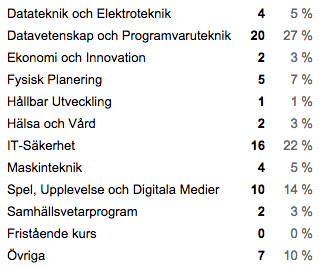 Datateknik och Elektroteknik 4 5 %
Datavetenskap och Programvaruteknik 20 27 %
Ekonomi och Innovation 2 3 %
Fysisk Planering 5 7 %
Hållbar Utveckling 1 1 %
Hälsa och Vård 2 3 %
IT-Säkerhet 16 22 %
Maskinteknik 4 5 %
Spel, Upplevelse och Digitala Medier 10 14 %
Samhällsvetarprogram 2 3 %
Fristående kurs 0 0 %
Övriga 7 10 %